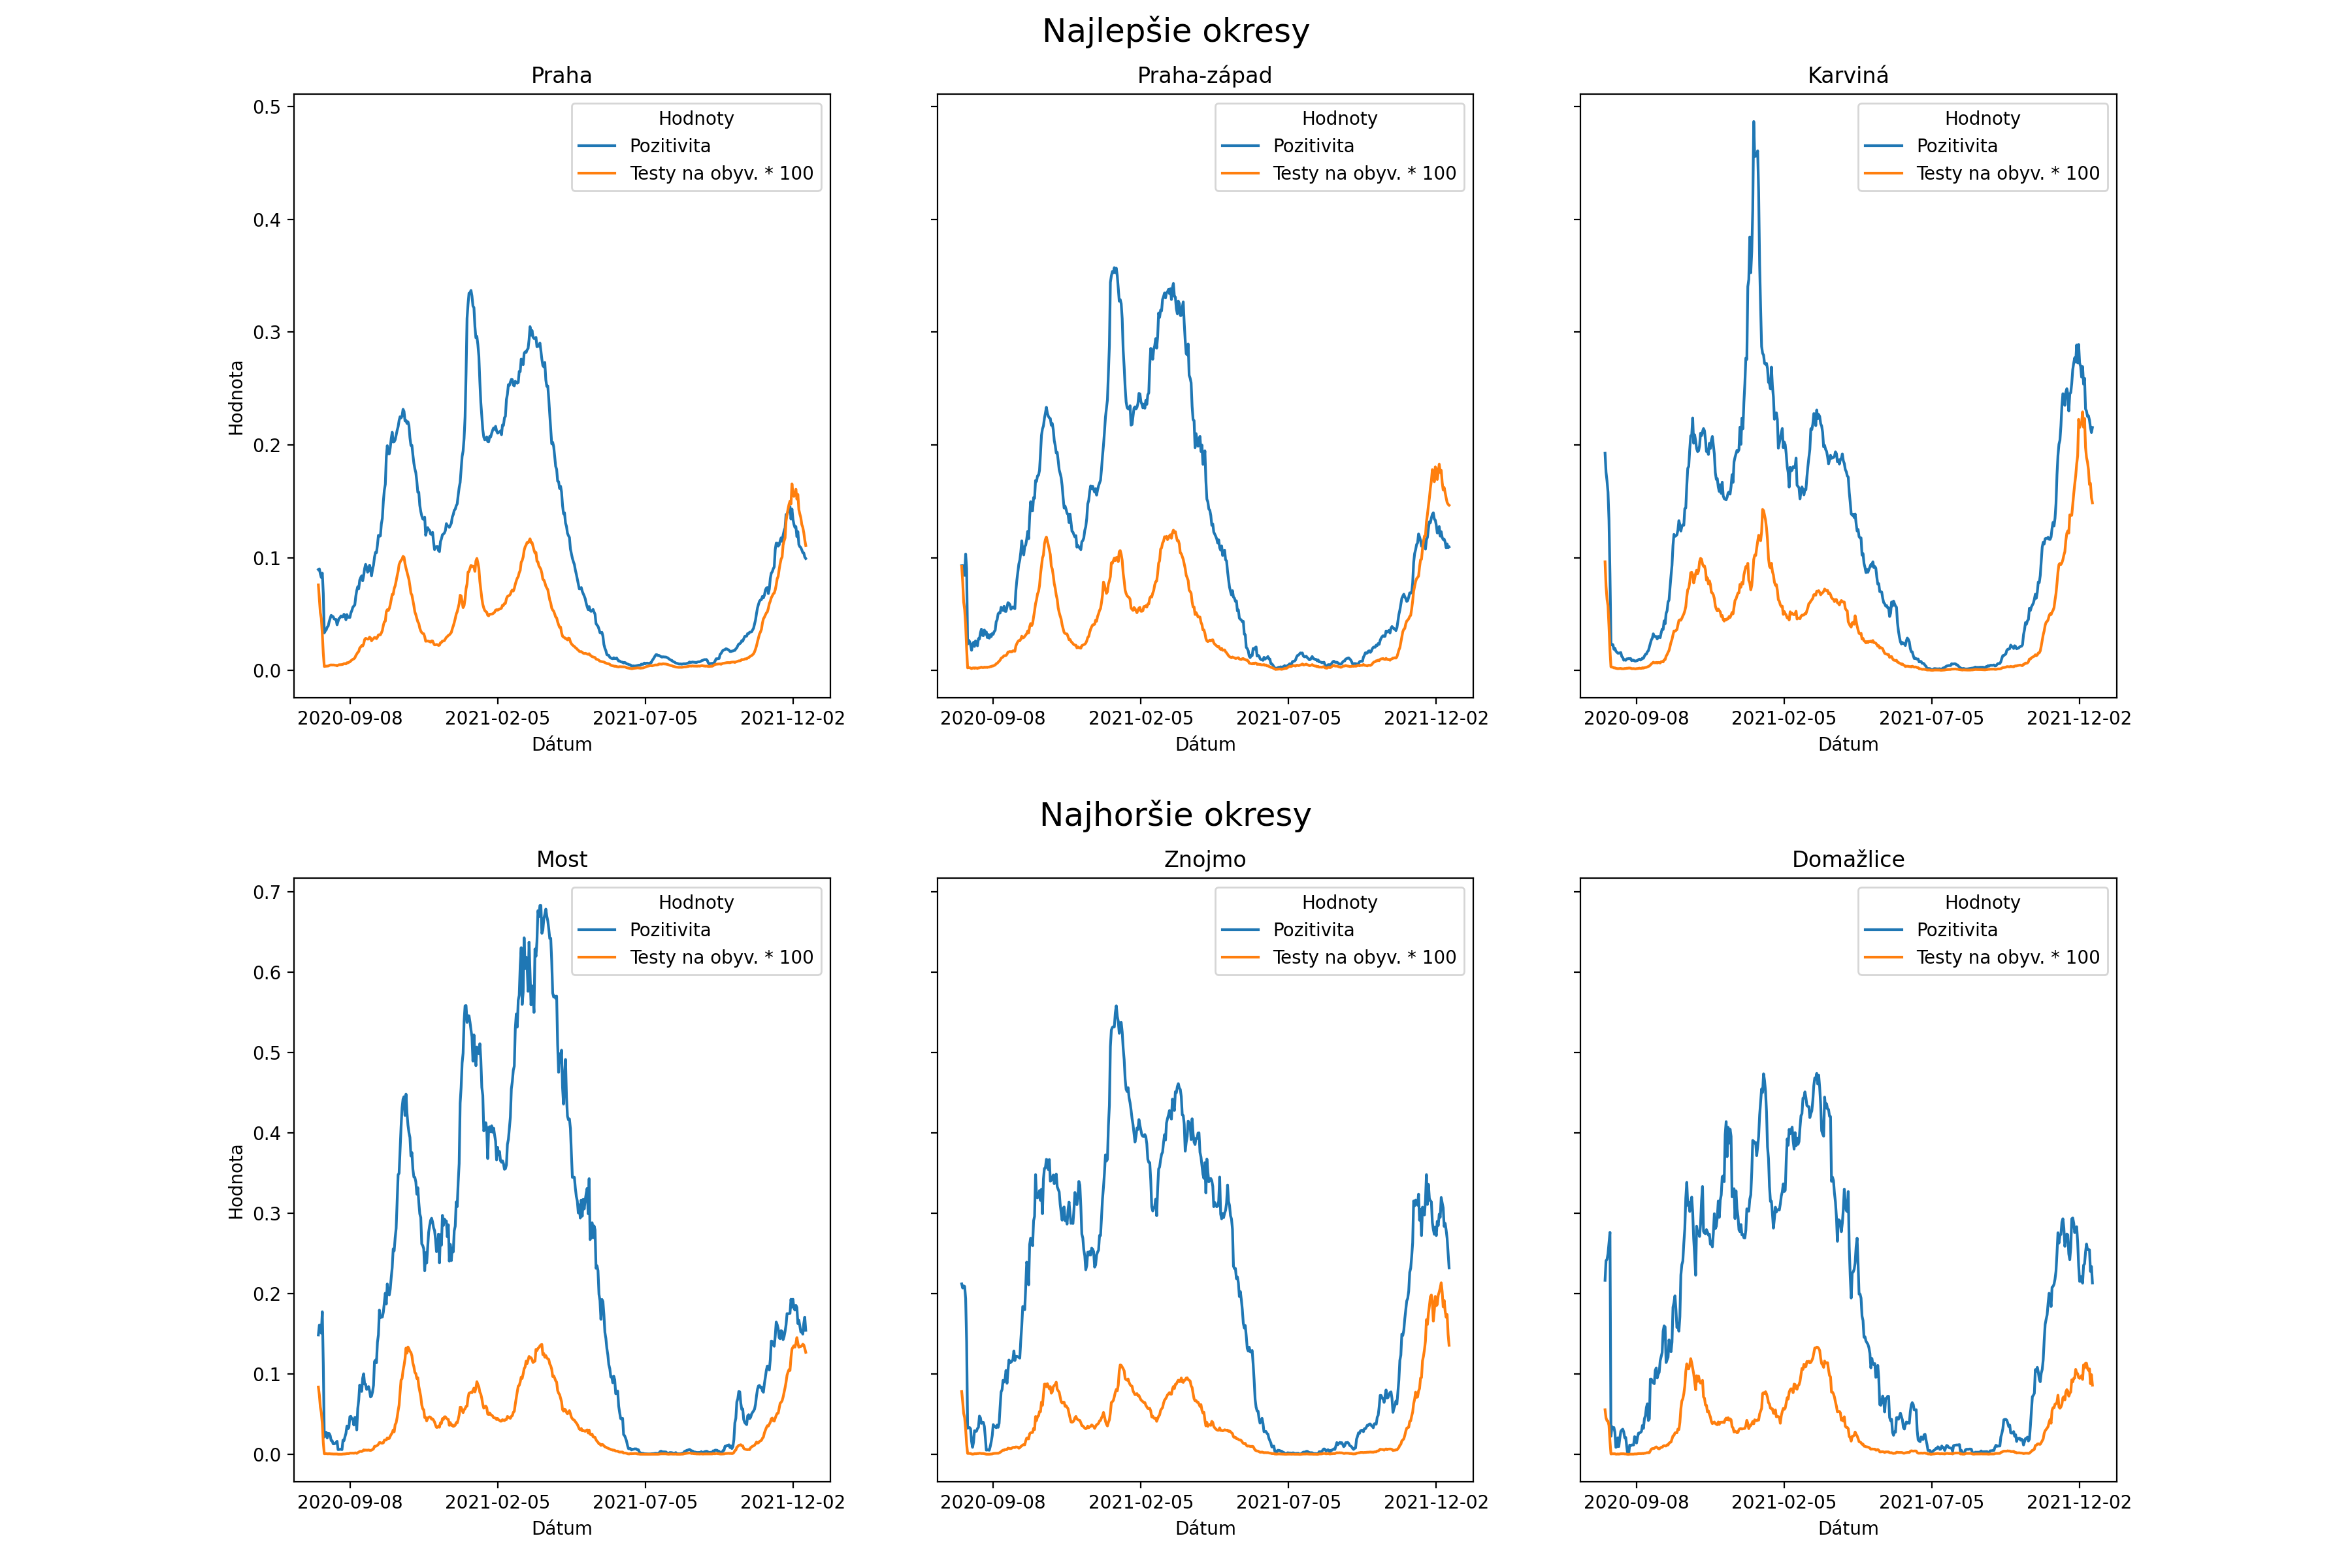 Najlepšie okresy
Praha
Hodnota
0.5
0.4
0.3
0.2
0.1
0.0
Hodnoty
Pozitivita
Testy na obyv. * 100
2020-09-08 2021-02-05 2021-07-05 2021-12-02
Dátum
Praha-západ
Hodnoty
Pozitivita
Testy na obyv. * 100
2020-09-08 2021-02-05 2021-07-05 2021-12-02
Dátum
Karviná
Hodnoty
Pozitivita
Testy na obyv. * 100
2020-09-08 2021-02-05 2021-07-05 2021-12-02
Dátum
Najhoršie okresy
Most
Hodnota
0.7
0.6
0.5
0.4
0.3
0.2
0.1
0.0
Hodnoty
Pozitivita
Testy na obyv. * 100
2020-09-08 2021-02-05 2021-07-05 2021-12-02
Dátum
Znojmo
Hodnoty
Pozitivita
Testy na obyv. * 100
2020-09-08 2021-02-05 2021-07-05 2021-12-02
Dátum
Domažlice
Hodnoty
Pozitivita
Testy na obyv. * 100
2020-09-08 2021-02-05 2021-07-05 2021-12-02
Dátum